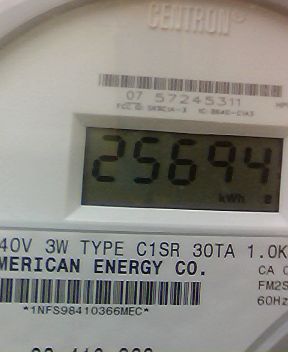 CENTRON®
07 57245311
25694
kWh
40V 3W TYPE C1SR 30TA 1.0K
MERICAN ENERGY CO.
CA 0
FM2S
60Hz
*1NFS98410366MEC*